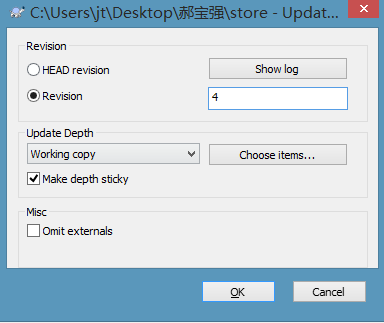 C:\Users\jt\Desktop\郝宝强\store - Updat...
Revision
HEAD revision
Show log
Revision
4
Update Depth
Working copy
Choose items...
Make depth sticky
Misc
Omit externals
OK
Cancel